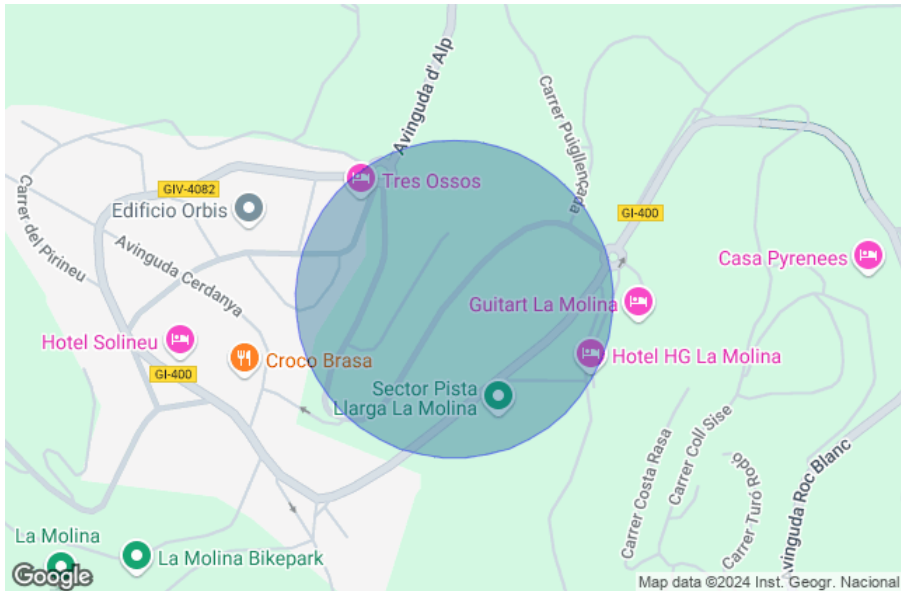 Avinguda d' Alp
Carrer Puigllençada
GIV-4082
Tres Ossos
Edificio Orbis
GI-400
Carrer del Pirineu
Avinguda Cerdanya
Casa Pyrenees
Guitart La Molina
Hotel Solineu
Croco Brasa
Hotel HG La Molina
GI-400
Sector Pista
Llarga La Molina
Carrer Costa Rasa
Carrer Coll Sise
Carrer Turó Rodó
Avinguda Roc Blanc
La Molina
La Molina Bikepark
Google
Map data ©2024 Inst. Geogr. Nacional